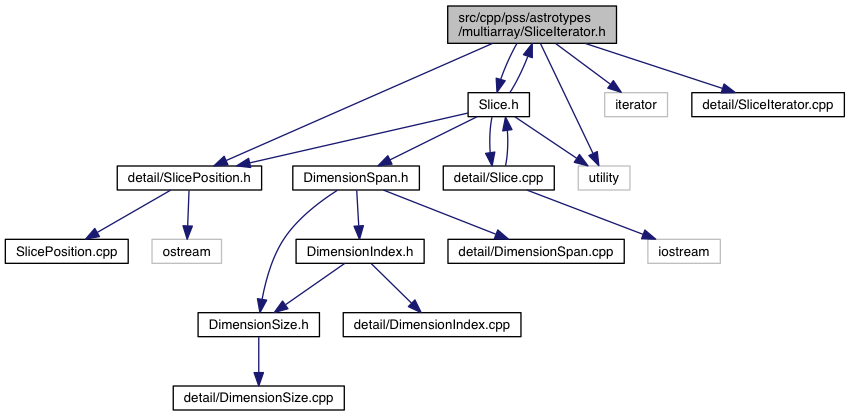 src/cpp/pss/astrotypes
/multiarray/SliceIterator.h
Slice.h
iterator
detail/SliceIterator.cpp
detail/SlicePosition.h
DimensionSpan.h
detail/Slice.cpp
utility
SlicePosition.cpp
ostream
DimensionIndex.h
detail/DimensionSpan.cpp
iostream
DimensionSize.h
detail/DimensionIndex.cpp
detail/DimensionSize.cpp